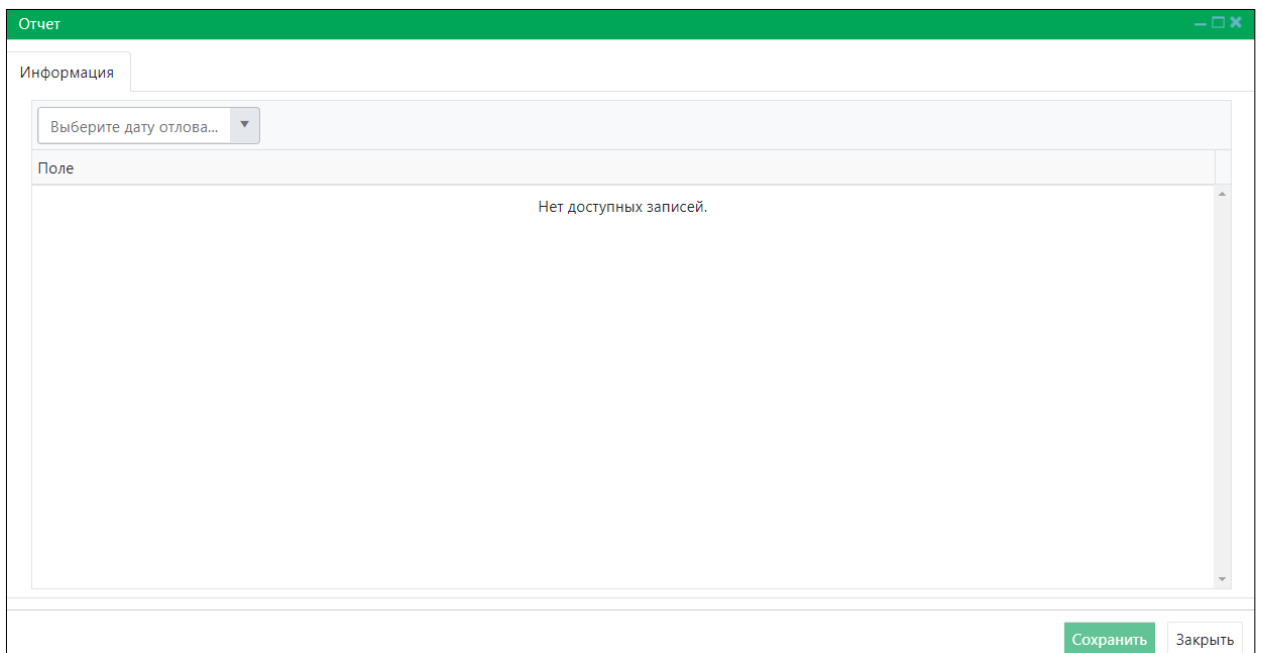 Отчет
Информация
Выберите дату отлова...
Поле
Нет доступных записей.
Сохранить Закрыть